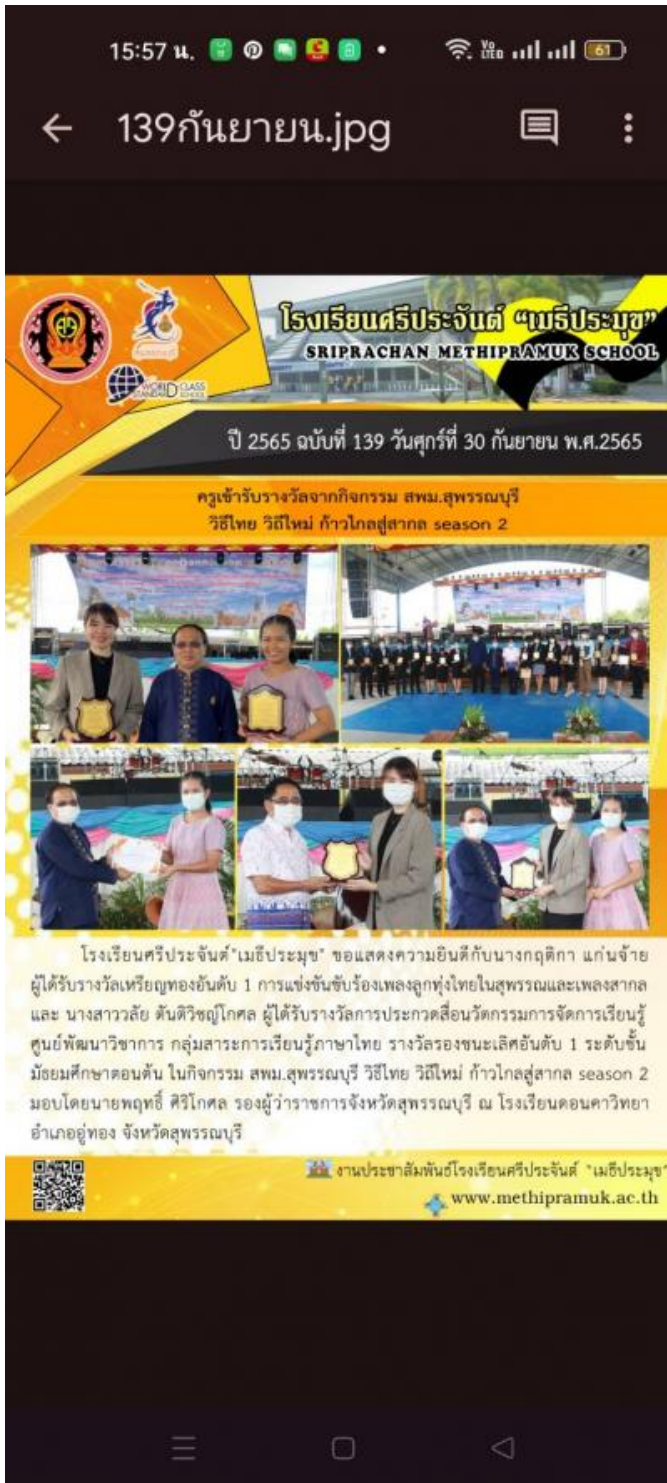 15:57 น.
61
139กันยายน.jpg
โรงเรียนศรีประจันต์ “เมธีประมุข”
SRIPRACHAN METHIPRAMUK SCHOOL
WORLD CLASS
STANDARD SCHOOL
ปี 2565 ฉบับที่ 139 วันศุกร์ที่ 30 กันยายน พ.ศ.2565
ครูเข้ารับรางวัลจากกิจกรรม สพม.สุพรรณบุรี
วิธีไทย วิถีใหม่ ก้าวไกลสู่สากล season 2
โรงเรียนศรีประจันต์"เมธีประมุข" ขอแสดงความยินดีกับนางกฤติกา แก่นจ้าย
ผู้ได้รับรางวัลเหรียญทองอันดับ 1 การแข่งขันขับร้องเพลงลูกทุ่งไทยในสุพรรณและเพลงสากล
และ นางสาววลัย ตันติวิชญ์โกศล ผู้ได้รับรางวัลการประกวดสื่อนวัตกรรมการจัดการเรียนรู้
ศูนย์พัฒนาวิชาการ กลุ่มสาระการเรียนรู้ภาษาไทย รางวัลรองชนะเลิศอันดับ 1 ระดับชั้น
มัธยมศึกษาตอนต้น ในกิจกรรม สพม.สุพรรณบุรี วิธีไทย วิถีใหม่ ก้าวไกลสู่สากล season 2
มอบโดยนายพฤทธิ์ ศิริโกศล รองผู้ว่าราชการจังหวัดสุพรรณบุรี ณ โรงเรียนดอนคาวิทยา
อำเภออู่ทอง จังหวัดสุพรรณบุรี
งานประชาสัมพันธ์โรงเรียนศรีประจันต์ "เมธีประมุข"
www.methipramuk.ac.th